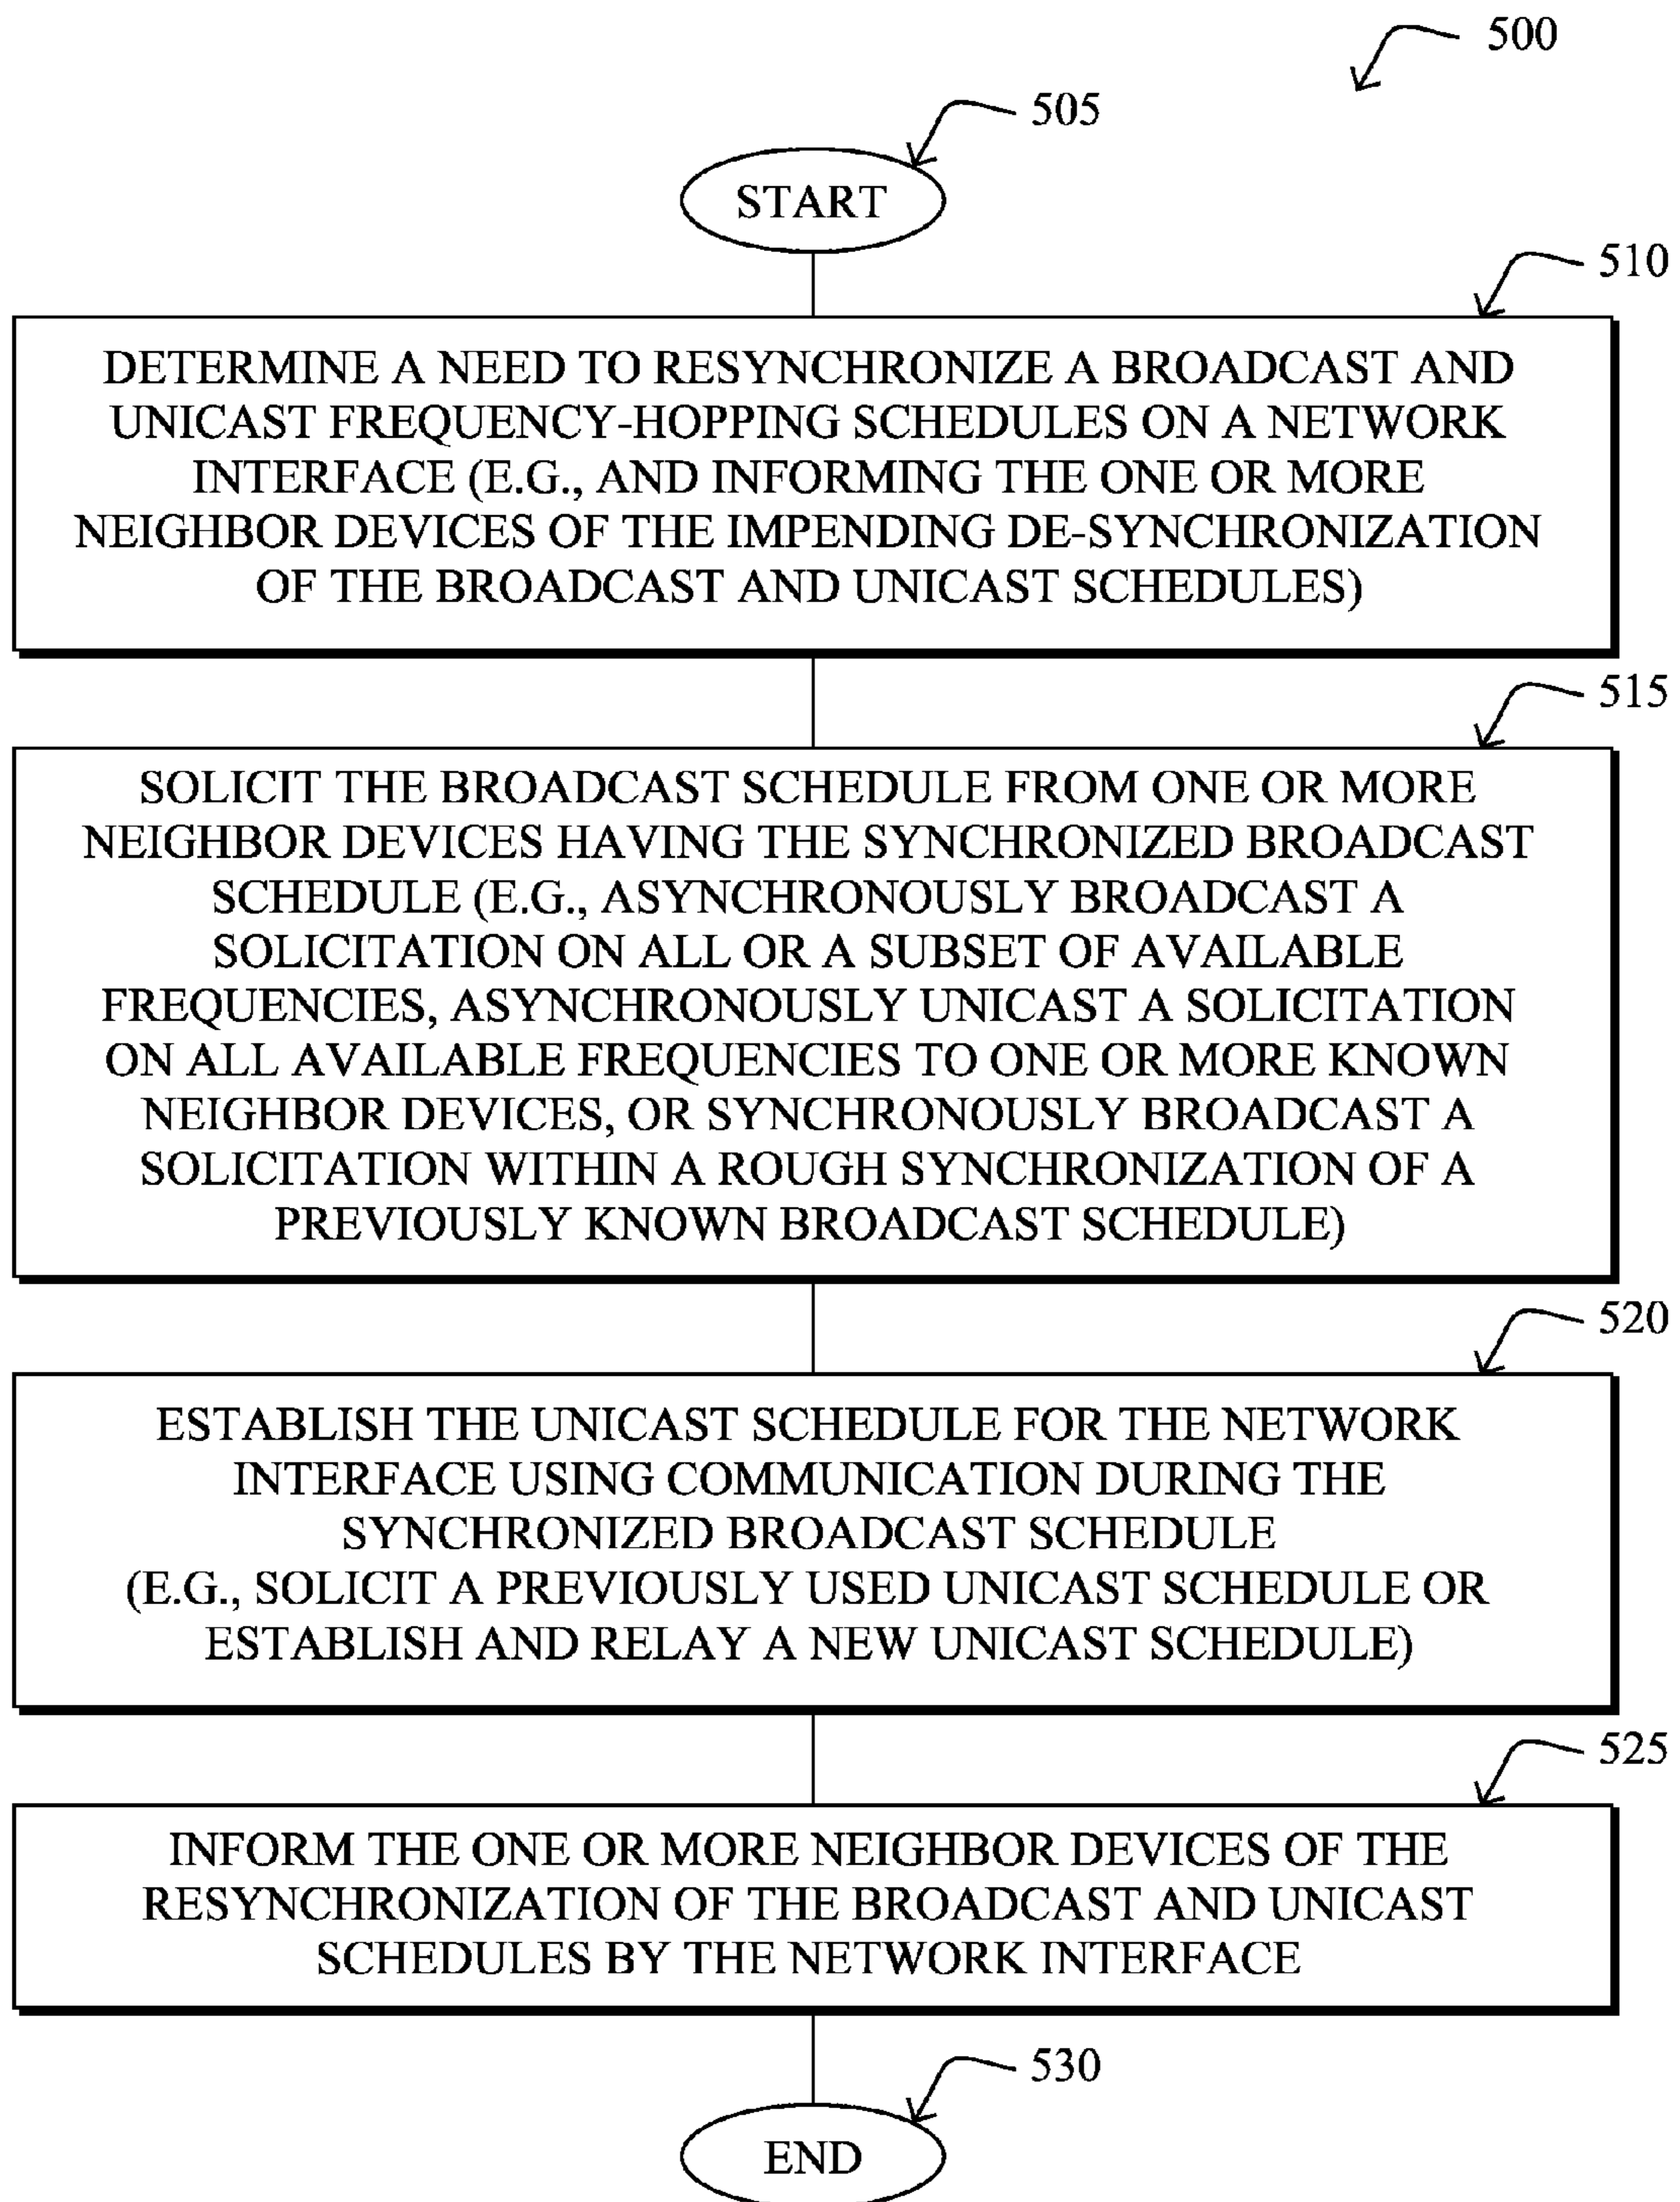 500
505
START
510
DETERMINE A NEED TO RESYNCHRONIZE A BROADCAST AND
UNICAST FREQUENCY-HOPPING SCHEDULES ON A NETWORK
INTERFACE (E.G., AND INFORMING THE ONE OR MORE
NEIGHBOR DEVICES OF THE IMPENDING DE-SYNCHRONIZATION
OF THE BROADCAST AND UNICAST SCHEDULES)
515
SOLICIT THE BROADCAST SCHEDULE FROM ONE OR MORE
NEIGHBOR DEVICES HAVING THE SYNCHRONIZED BROADCAST
SCHEDULE (E.G., ASYNCHRONOUSLY BROADCAST A
SOLICITATION ON ALL OR A SUBSET OF AVAILABLE
FREQUENCIES, ASYNCHRONOUSLY UNICAST A SOLICITATION
ON ALL AVAILABLE FREQUENCIES TO ONE OR MORE KNOWN
NEIGHBOR DEVICES, OR SYNCHRONOUSLY BROADCAST A
SOLICITATION WITHIN A ROUGH SYNCHRONIZATION OF A
PREVIOUSLY KNOWN BROADCAST SCHEDULE)
520
ESTABLISH THE UNICAST SCHEDULE FOR THE NETWORK
INTERFACE USING COMMUNICATION DURING THE
SYNCHRONIZED BROADCAST SCHEDULE
(E.G., SOLICIT A PREVIOUSLY USED UNICAST SCHEDULE OR
ESTABLISH AND RELAY A NEW UNICAST SCHEDULE)
525
INFORM THE ONE OR MORE NEIGHBOR DEVICES OF THE
RESYNCHRONIZATION OF THE BROADCAST AND UNICAST
SCHEDULES BY THE NETWORK INTERFACE
530
END